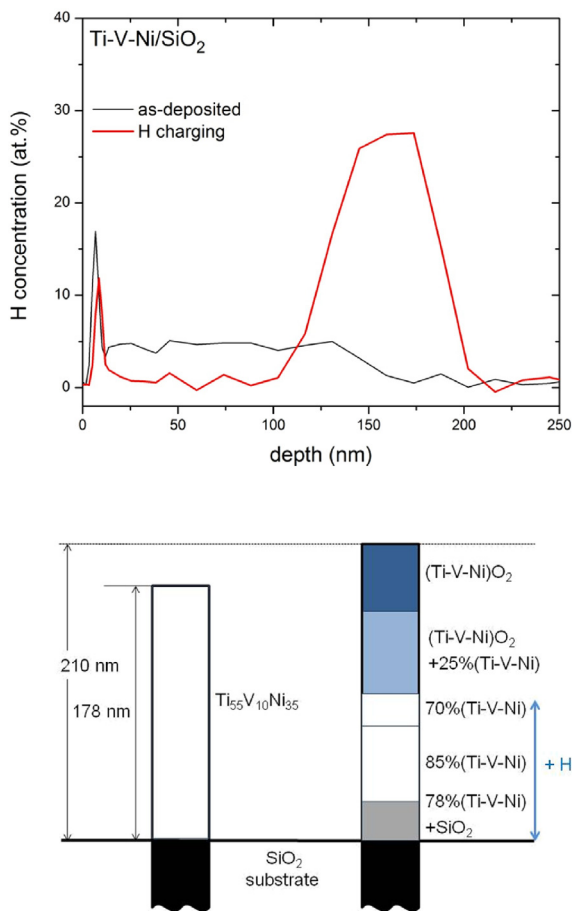 Ti-V-Ni/SiO₂
as-deposited
H charging
H concentration (at.%)
40
30
20
10
0
0 50 100 150 200 250
depth (nm)
(Ti-V-Ni)O₂
(Ti-V-Ni)O₂
+25%(Ti-V-Ni)
210 nm
178 nm
Ti₅₅V₁₀Ni₃₅
70%(Ti-V-Ni)
85%(Ti-V-Ni)
+ H
78%(Ti-V-Ni)
+SiO₂
SiO₂
substrate